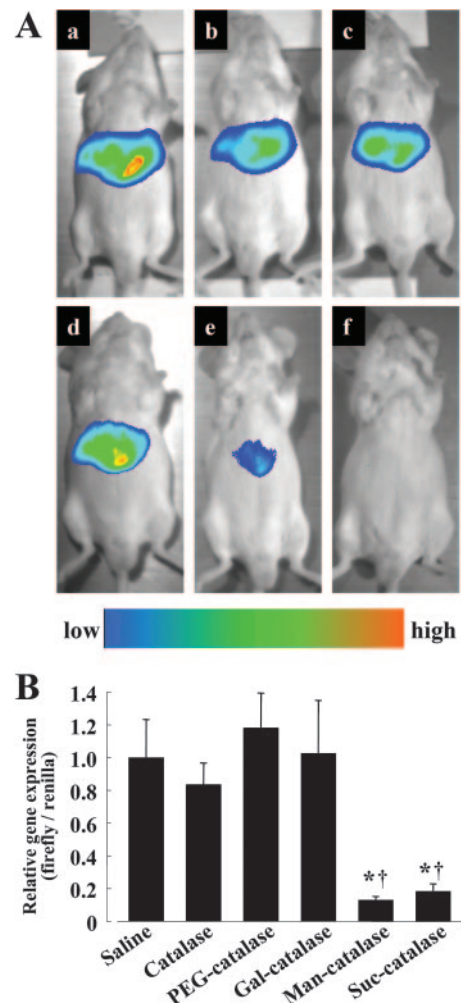 A
a b c
d e f
low high
B
Relative gene expression
(firefly / renilla)
1.4
1.2
1.0
0.8
0.6
0.4
0.2
0
*† *†
Saline Catalase PEG-catalase Gal-catalase Man-catalase Suc-catalase